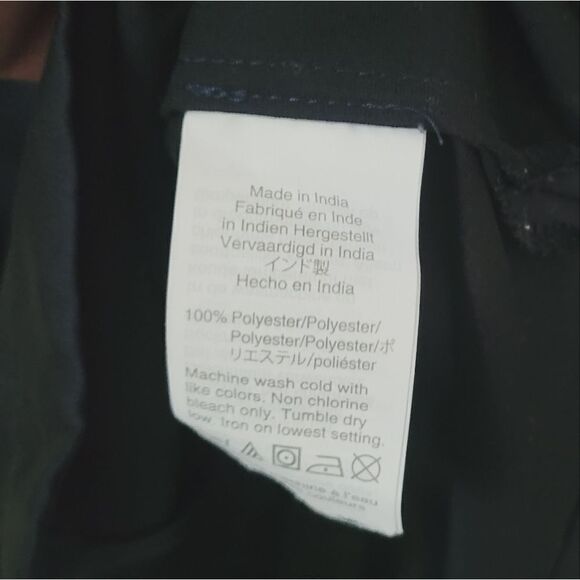 Made in India
Fabriqué en Inde
in Indien Hergestellt
Vervaardigd in India
インド製
Hecho en India
100% Polyester/Polyester/
Polyester/Polyester/ポ
リエステル/poliéster
Machine wash cold with
like colors. Non chlorine
bleach only. Tumble dry
low. Iron on lowest setting.
à l'eau
couleurs